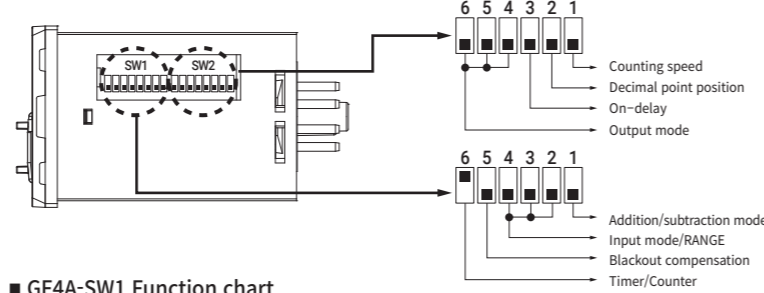 SW1 SW2
6 5 4 3 2 1
Counting speed
Decimal point position
On-delay
Output mode
6 5 4 3 2 1
Addition/subtraction mode
Input mode/RANGE
Blackout compensation
Timer/Counter
■ GF4A-SW1 Function chart